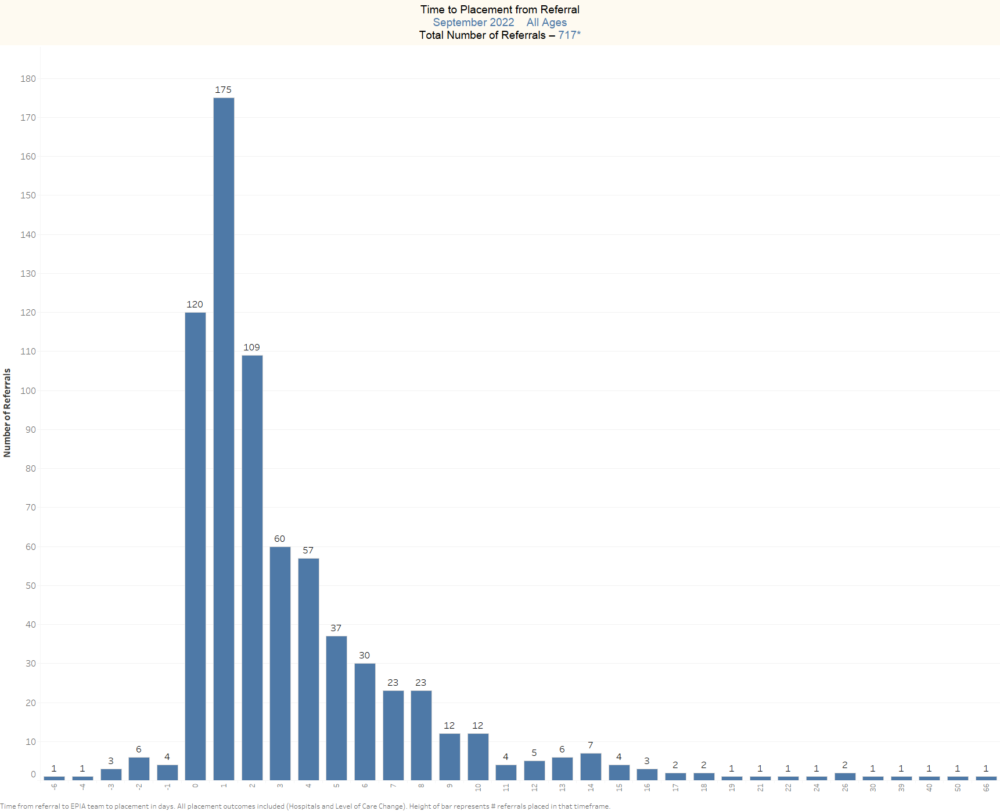 Time to Placement from Referral
September 2022 All Ages
Total Number of Referrals – 717*
Number of Referrals
180
170
160
150
140
130
120
110
100
90
80
70
60
50
40
30
20
10
0
1 1 3 6 4 120 175 109 60 57 37 30 23 23 12 12 4 5 6 7 4 3 2 2 1 1 1 1 2 1 1 1 1 1
-6 -4 -3 -2 -1 0 1 2 3 4 5 6 7 8 9 10 11 12 13 14 15 16 17 18 19 21 22 24 26 30 39 40 50 66
Time from referral to EPIA team to placement in days. All placement outcomes included (Hospitals and Level of Care Change). Height of bar represents # referrals placed in that timeframe.